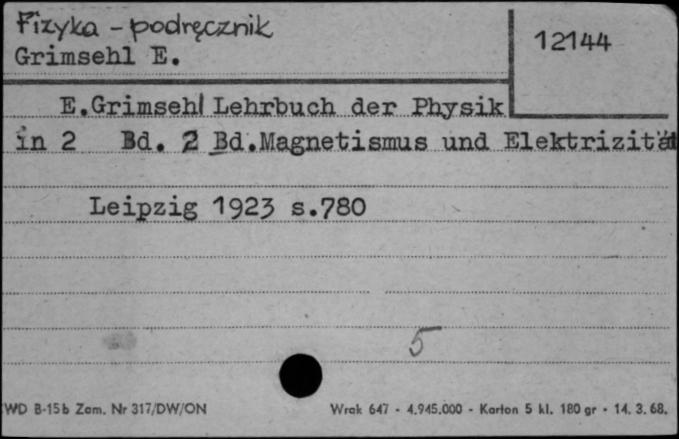 Fizyka - podręcznik
Grimsehl E.
12144
E.Grimsehl Lehrbuch der Physik
in 2 Bd. 2 Bd.Magnetismus und Elektrizität
Leipzig 1923 s.780
5
WD B-15b Zam. Nr 317/DW/ON
Wrak 647 - 4.945.000 - Karton 5 kl. 180 gr - 14. 3. 68.